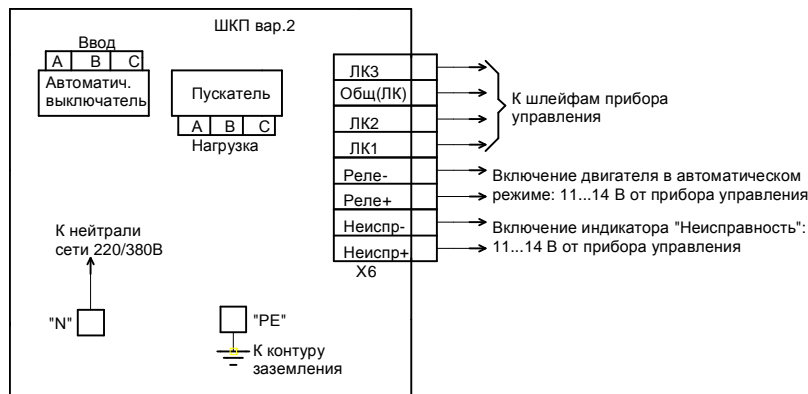 ШКП вар.2
Ввод
А В С
Автоматич.
выключатель
Пускатель
А В С
Нагрузка
ЛК3
Общ(ЛК)
ЛК2
ЛК1
Реле-
Реле+
Неиспр-
Неиспр+
Х6
К шлейфам прибора
управления
Включение двигателя в автоматическом
режиме: 11...14 В от прибора управления
Включение индикатора "Неисправность":
11...14 В от прибора управления
К нейтрали
сети 220/380В
"N"
"PE"
К контуру
заземления